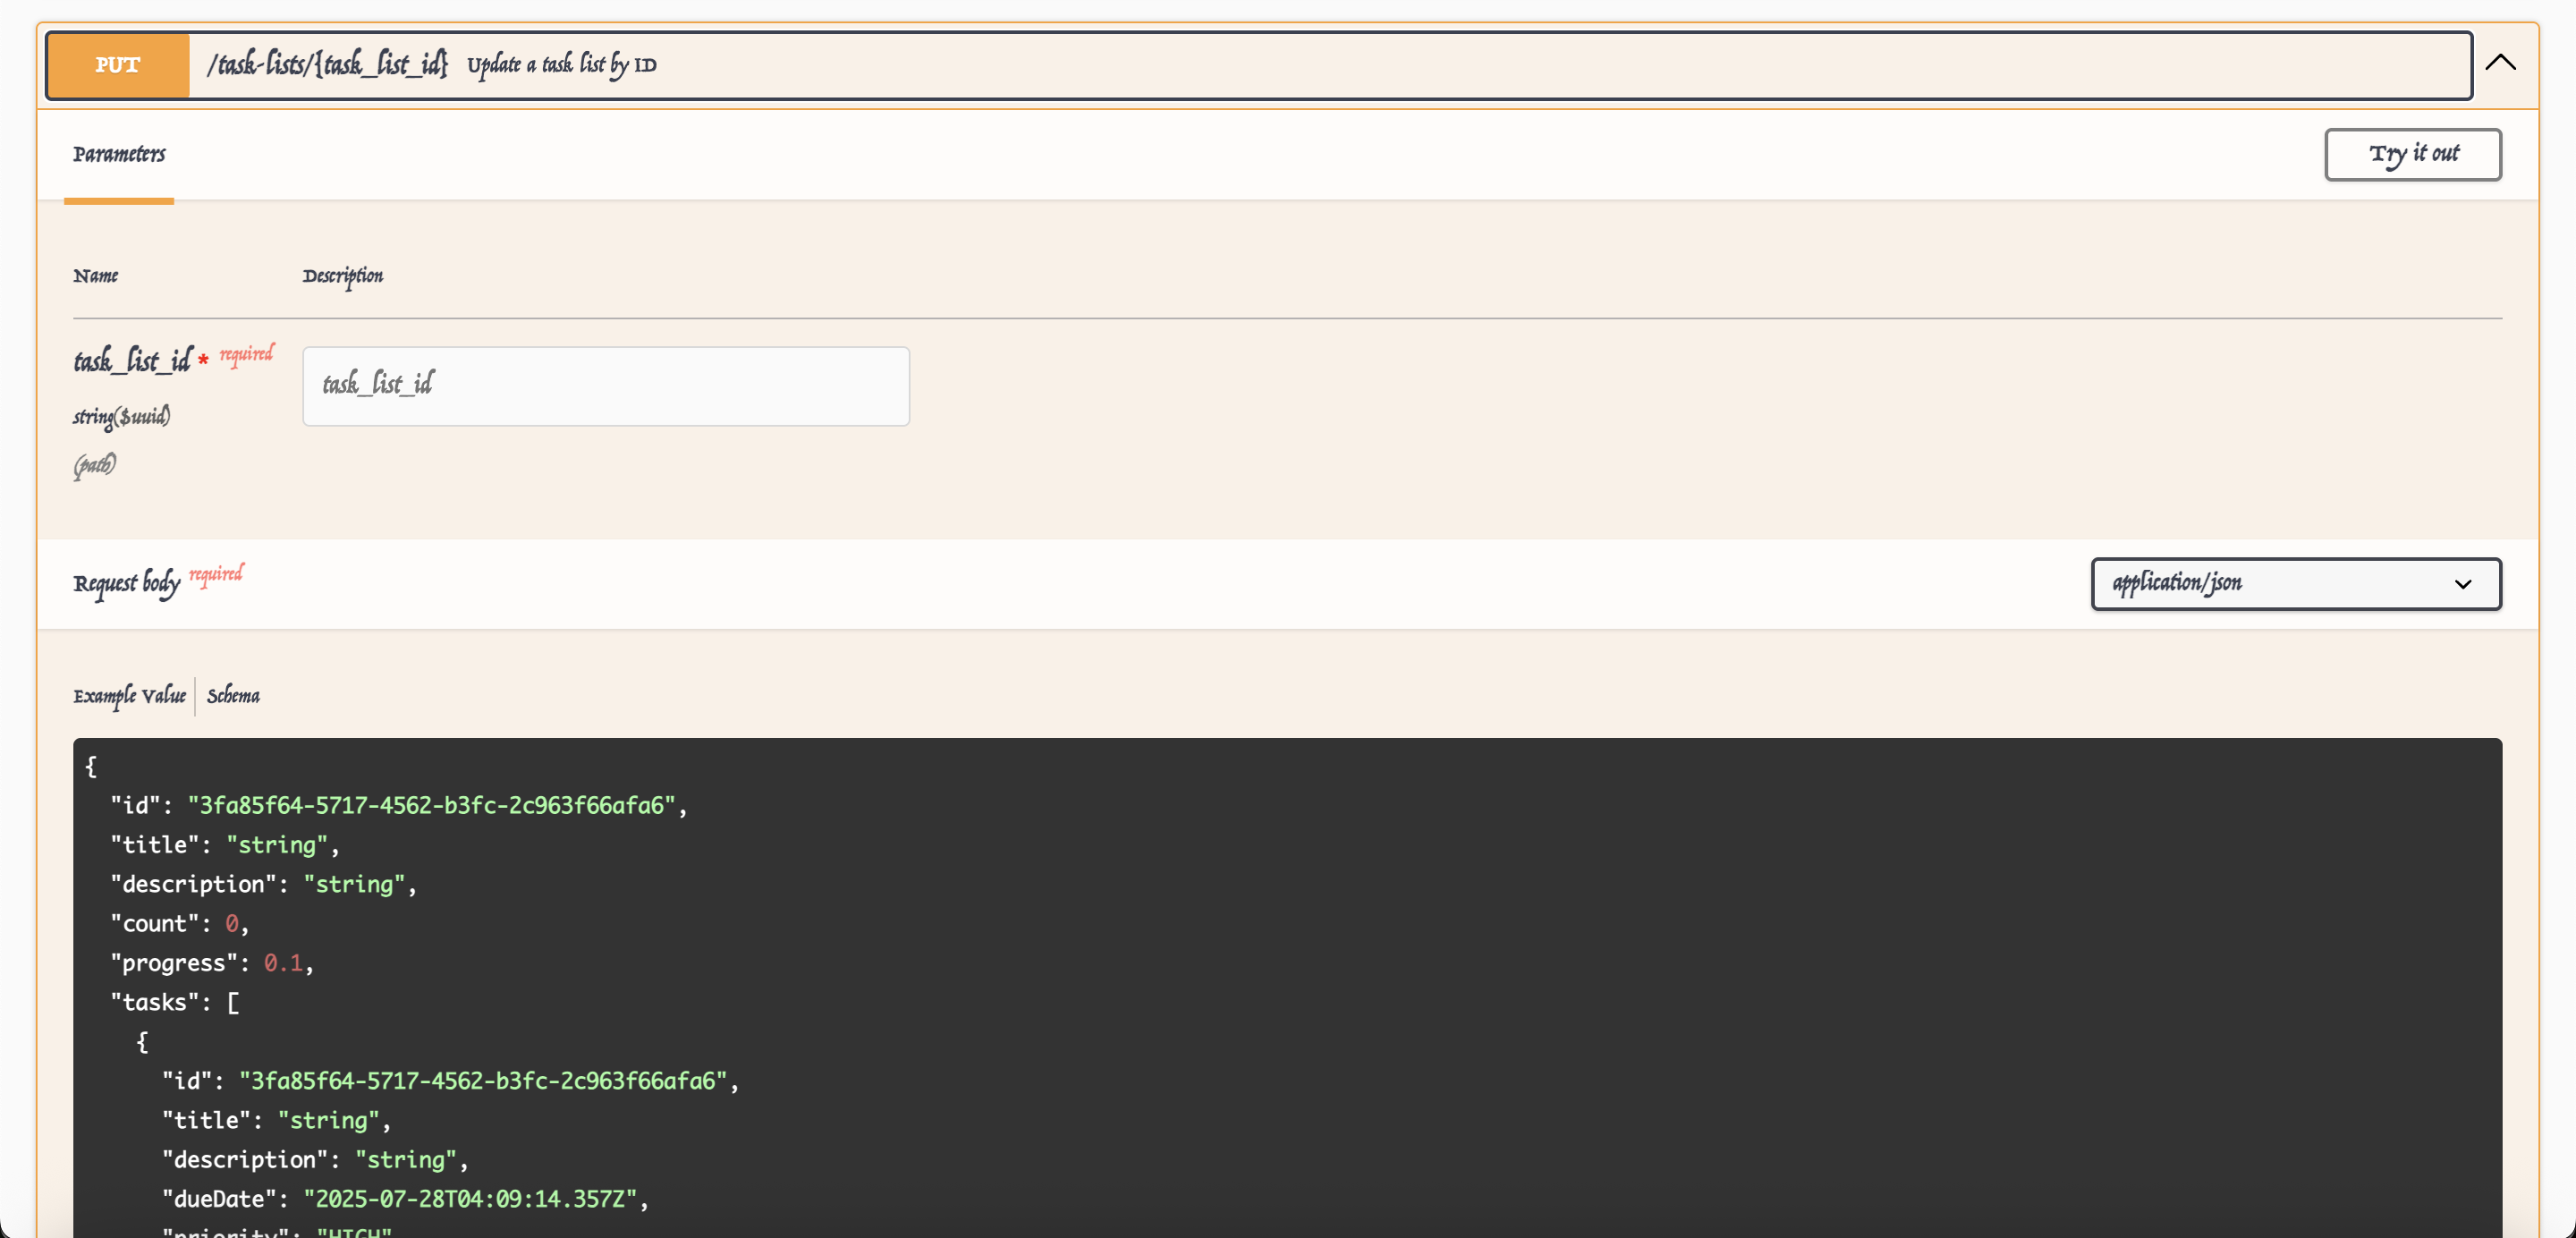 PUT /task-lists/{task_list_id} Update a task list by ID
Parameters
Try it out
Name Description
task_list_id * required
string($uuid)
(path)
task_list_id
Request body required
application/json
Example Value Schema
{
  "id": "3fa85f64-5717-4562-b3fc-2c963f66afa6",
  "title": "string",
  "description": "string",
  "count": 0,
  "progress": 0.1,
  "tasks": [
    {
      "id": "3fa85f64-5717-4562-b3fc-2c963f66afa6",
      "title": "string",
      "description": "string",
      "dueDate": "2025-07-28T04:09:14.357Z",
      "priority": "HIGH"